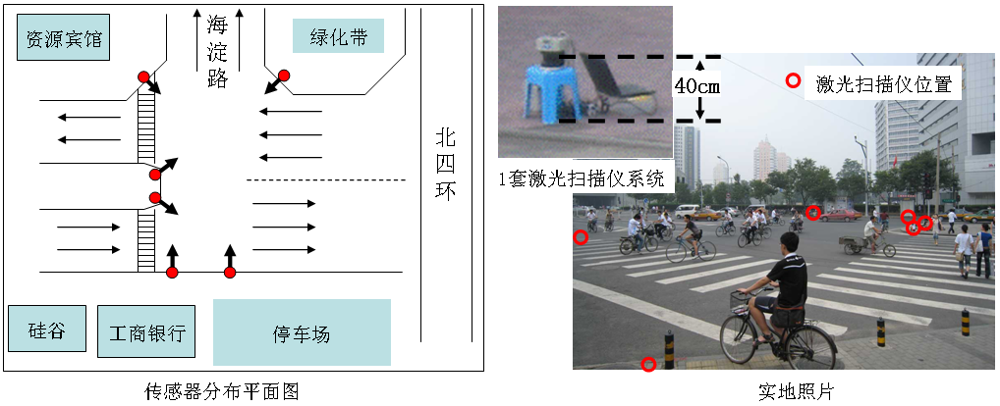 资源宾馆
海淀路
绿化带
北四环
硅谷
工商银行
停车场
传感器分布平面图
40cm
激光扫描仪位置
1套激光扫描仪系统
实地照片